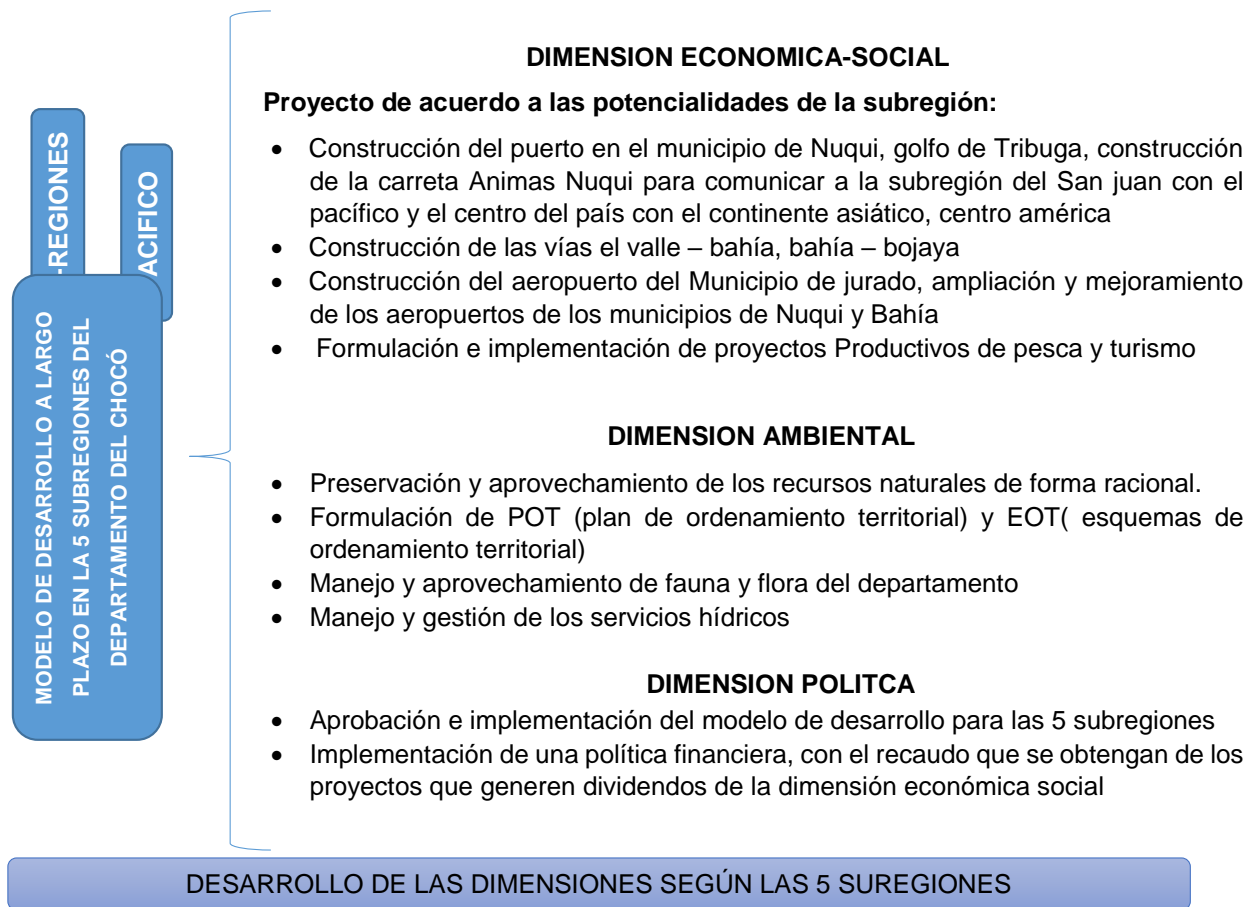 DIMENSION ECONOMICA-SOCIAL
Proyecto de acuerdo a las potencialidades de la subregión:
• Construcción del puerto en el municipio de Nuqui, golfo de Tribuga, construcción
de la carreta Animas Nuqui para comunicar a la subregión del San juan con el
pacífico y el centro del país con el continente asiático, centro américa
• Construcción de las vías el valle – bahía, bahía – bojaya
• Construcción del aeropuerto del Municipio de jurado, ampliación y mejoramiento
de los aeropuertos de los municipios de Nuqui y Bahía
• Formulación e implementación de proyectos Productivos de pesca y turismo
DIMENSION AMBIENTAL
• Preservación y aprovechamiento de los recursos naturales de forma racional.
• Formulación de POT (plan de ordenamiento territorial) y EOT( esquemas de
ordenamiento territorial)
• Manejo y aprovechamiento de fauna y flora del departamento
• Manejo y gestión de los servicios hídricos
DIMENSION POLITCA
• Aprobación e implementación del modelo de desarrollo para las 5 subregiones
• Implementación de una política financiera, con el recaudo que se obtengan de los
proyectos que generen dividendos de la dimensión económica social
-REGIONES
ACIFICO
MODELO DE DESARROLLO A LARGO
PLAZO EN LA 5 SUBREGIONES DEL
DEPARTAMENTO DEL CHOCÓ
DESARROLLO DE LAS DIMENSIONES SEGÚN LAS 5 SUREGIONES